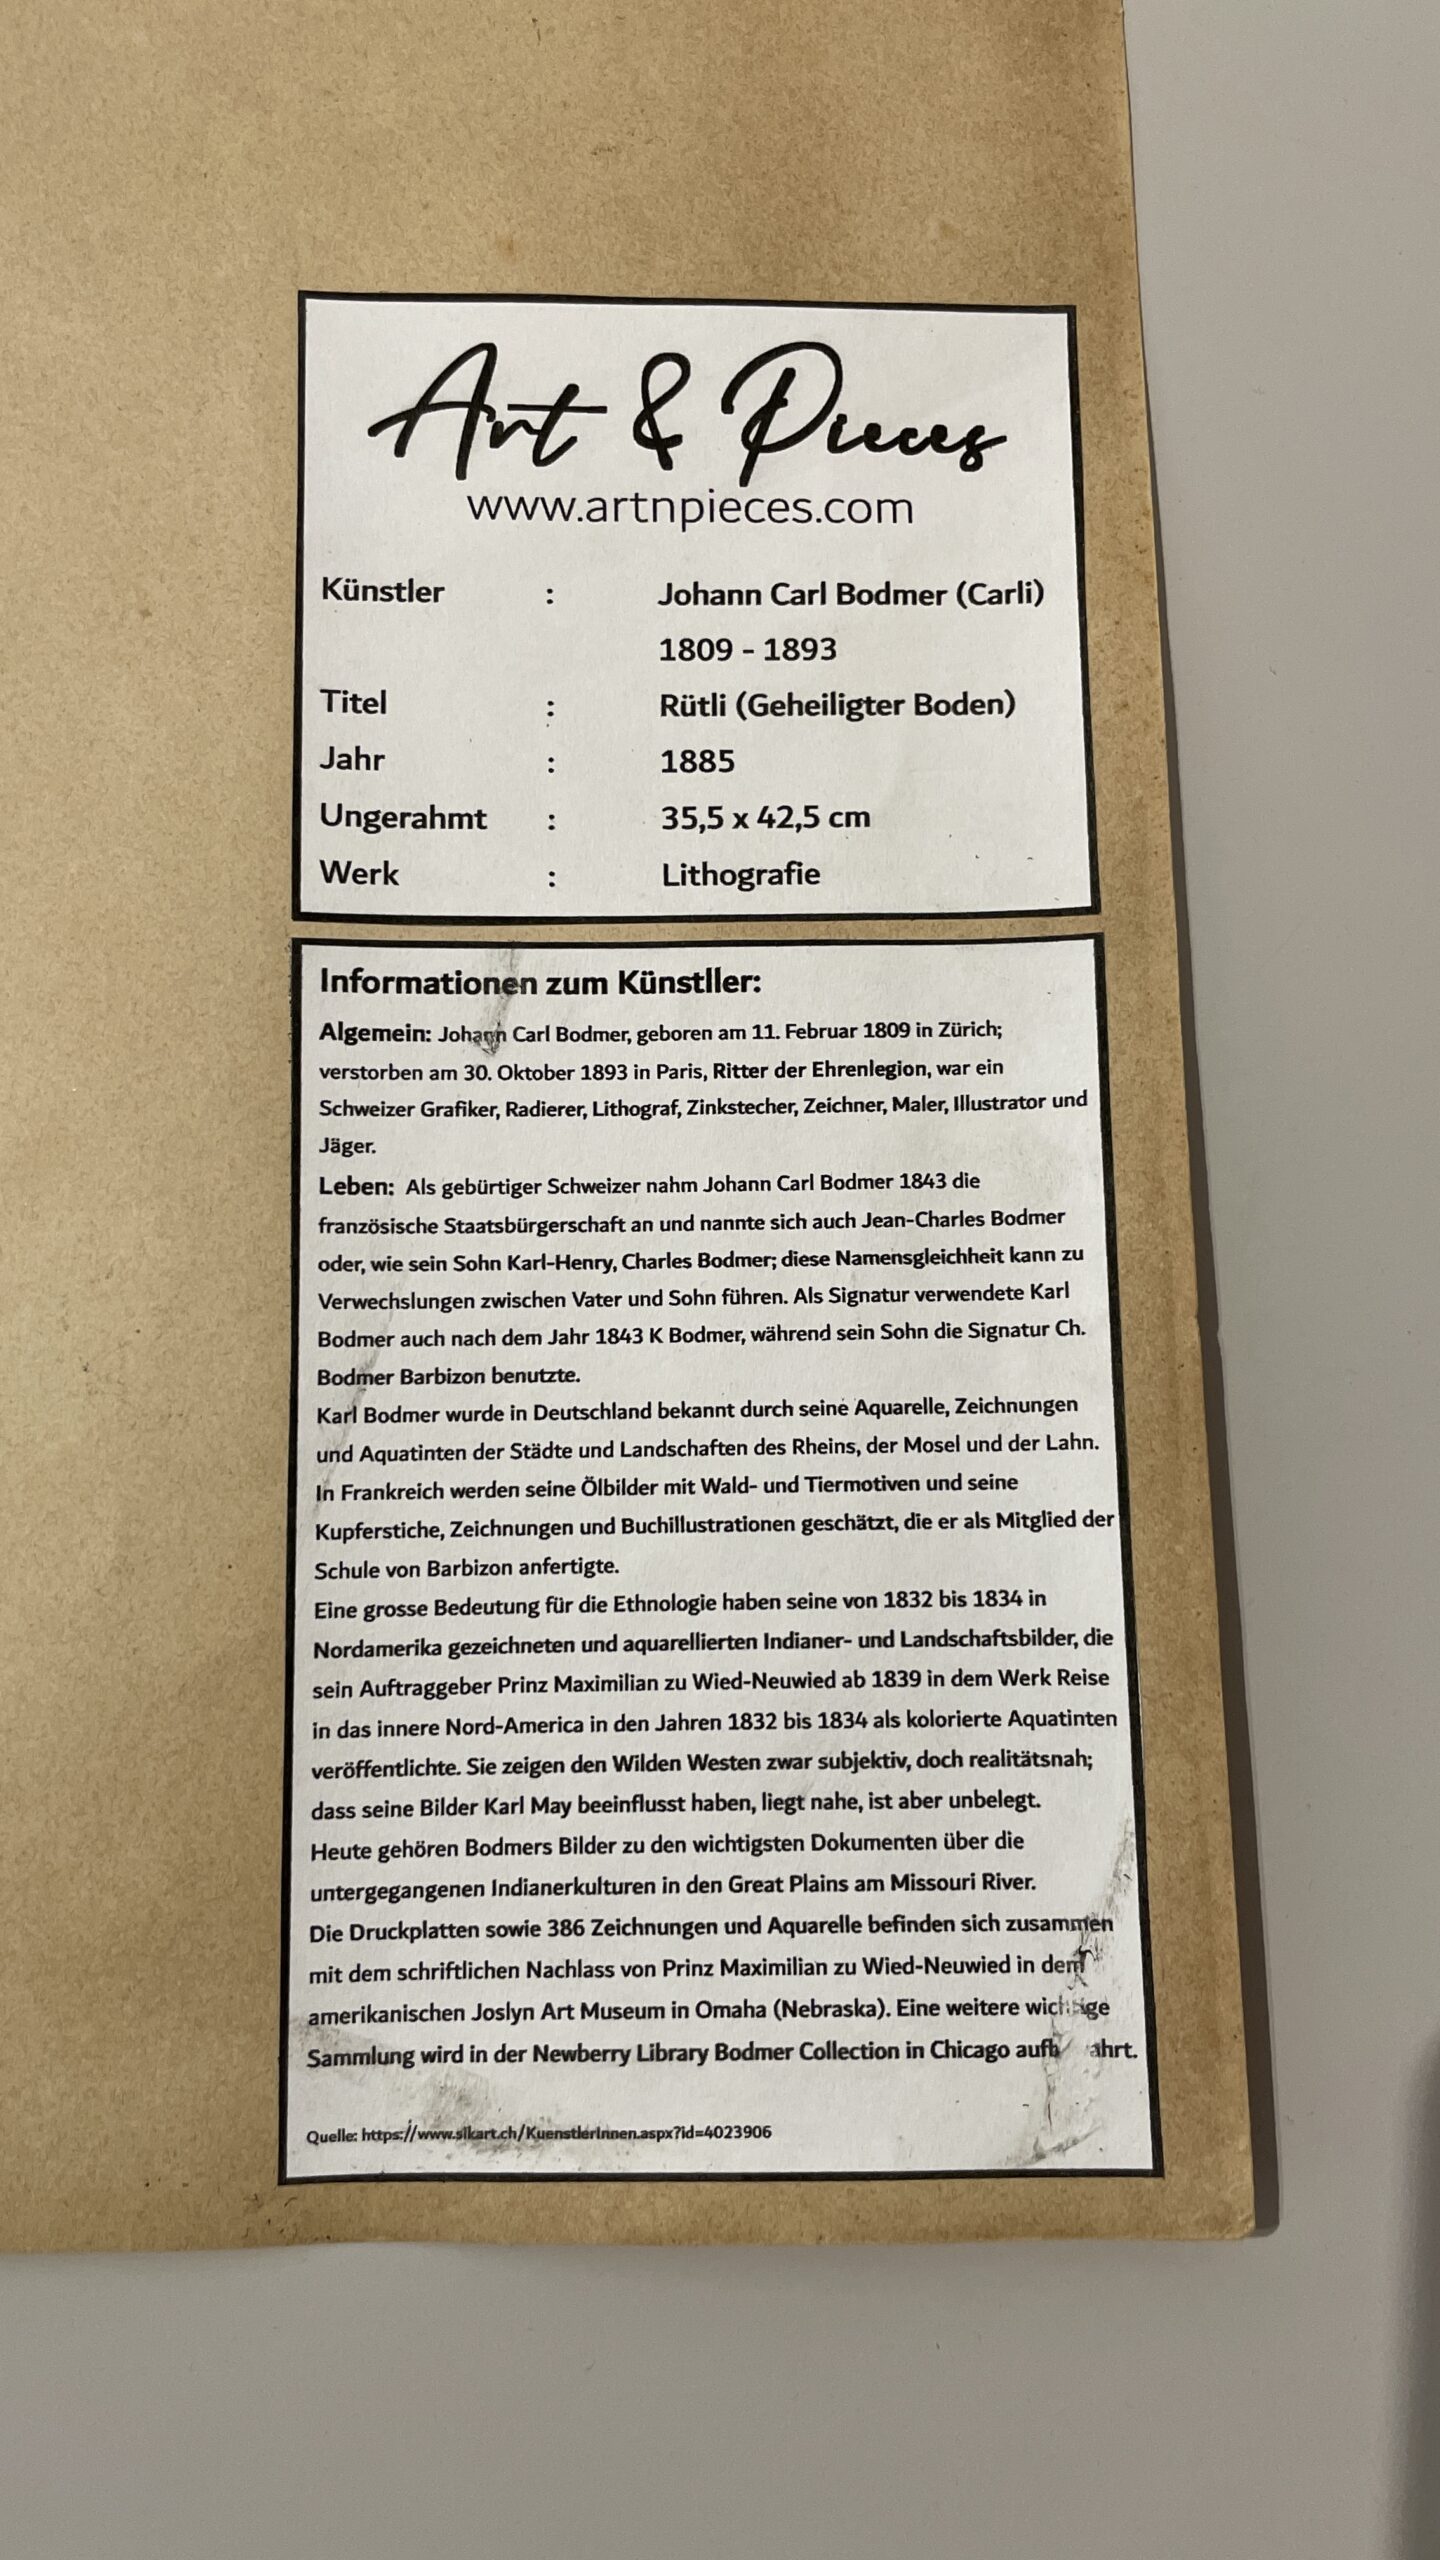 Art & Pieces
www.artnpieces.com
Künstler : Johann Carl Bodmer (Carli)
1809 - 1893
Titel : Rütli (Geheiligter Boden)
Jahr : 1885
Ungerahmt : 35,5 x 42,5 cm
Werk : Lithografie
Informationen zum Künstller:
Algemein: Johann Carl Bodmer, geboren am 11. Februar 1809 in Zürich;
verstorben am 30. Oktober 1893 in Paris, Ritter der Ehrenlegion, war ein
Schweizer Grafiker, Radierer, Lithograf, Zinkstecher, Zeichner, Maler, Illustrator und
Jäger.
Leben: Als gebürtiger Schweizer nahm Johann Carl Bodmer 1843 die
französische Staatsbürgerschaft an und nannte sich auch Jean-Charles Bodmer
oder, wie sein Sohn Karl-Henry, Charles Bodmer; diese Namensgleichheit kann zu
Verwechslungen zwischen Vater und Sohn führen. Als Signatur verwendete Karl
Bodmer auch nach dem Jahr 1843 K Bodmer, während sein Sohn die Signatur Ch.
Bodmer Barbizon benutzte.
Karl Bodmer wurde in Deutschland bekannt durch seine Aquarelle, Zeichnungen
und Aquatinten der Städte und Landschaften des Rheins, der Mosel und der Lahn.
In Frankreich werden seine Ölbilder mit Wald- und Tiermotiven und seine
Kupferstiche, Zeichnungen und Buchillustrationen geschätzt, die er als Mitglied der
Schule von Barbizon anfertigte.
Eine grosse Bedeutung für die Ethnologie haben seine von 1832 bis 1834 in
Nordamerika gezeichneten und aquarellierten Indianer- und Landschaftsbilder, die
sein Auftraggeber Prinz Maximilian zu Wied-Neuwied ab 1839 in dem Werk Reise
in das innere Nord-America in den Jahren 1832 bis 1834 als kolorierte Aquatinten
veröffentlichte. Sie zeigen den Wilden Westen zwar subjektiv, doch realitätsnah;
dass seine Bilder Karl May beeinflusst haben, liegt nahe, ist aber unbelegt.
Heute gehören Bodmers Bilder zu den wichtigsten Dokumenten über die
untergegangenen Indianerkulturen in den Great Plains am Missouri River.
Die Druckplatten sowie 386 Zeichnungen und Aquarelle befinden sich zusammen
mit dem schriftlichen Nachlass von Prinz Maximilian zu Wied-Neuwied in dem
amerikanischen Joslyn Art Museum in Omaha (Nebraska). Eine weitere wichtige
Sammlung wird in der Newberry Library Bodmer Collection in Chicago aufbewahrt.
Quelle: https://www.sikart.ch/KuenstlerInnen.aspx?id=4023906